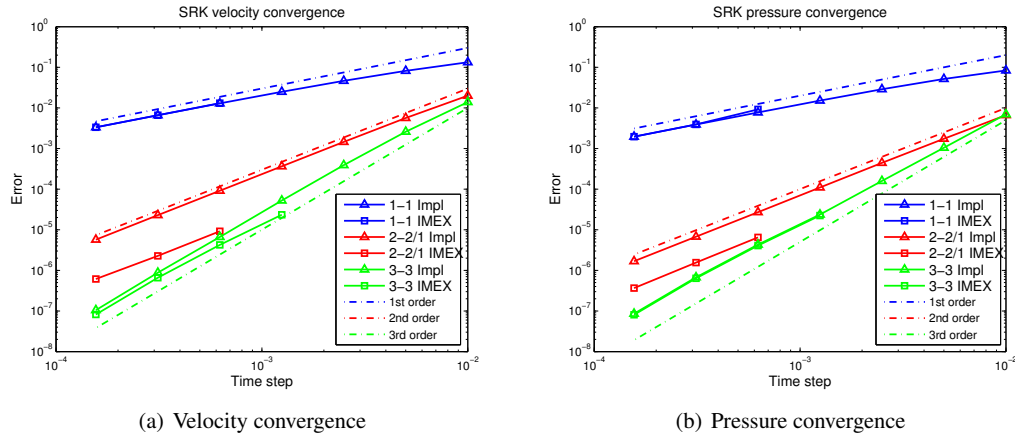 SRK velocity convergence
10^0
10^-1
10^-2
10^-3
10^-4
10^-5
10^-6
10^-7
10^-8
Error
1-1 Impl
1-1 IMEX
2-2/1 Impl
2-2/1 IMEX
3-3 Impl
3-3 IMEX
1st order
2nd order
3rd order
10^-4
10^-3
10^-2
Time step
(a) Velocity convergence
SRK pressure convergence
10^0
10^-1
10^-2
10^-3
10^-4
10^-5
10^-6
10^-7
10^-8
Error
1-1 Impl
1-1 IMEX
2-2/1 Impl
2-2/1 IMEX
3-3 Impl
3-3 IMEX
1st order
2nd order
3rd order
10^-4
10^-3
10^-2
Time step
(b) Pressure convergence